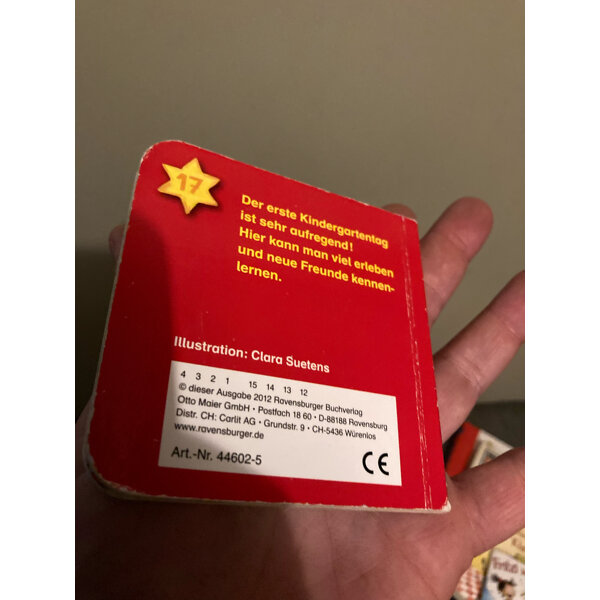 17
Der erste Kindergartentag
ist sehr aufregend!
Hier kann man viel erleben
und neue Freunde kennen-
lernen.
Illustration: Clara Suetens
4 3 2 1 15 14 13 12
© dieser Ausgabe 2012 Ravensburger Buchverlag
Otto Maier GmbH • Postfach 18 60 • D-88188 Ravensburg
Distr. CH: Carlit AG • Grundstr. 9 • CH-5436 Würenlos
www.ravensburger.de
Art.-Nr. 44602-5
CE